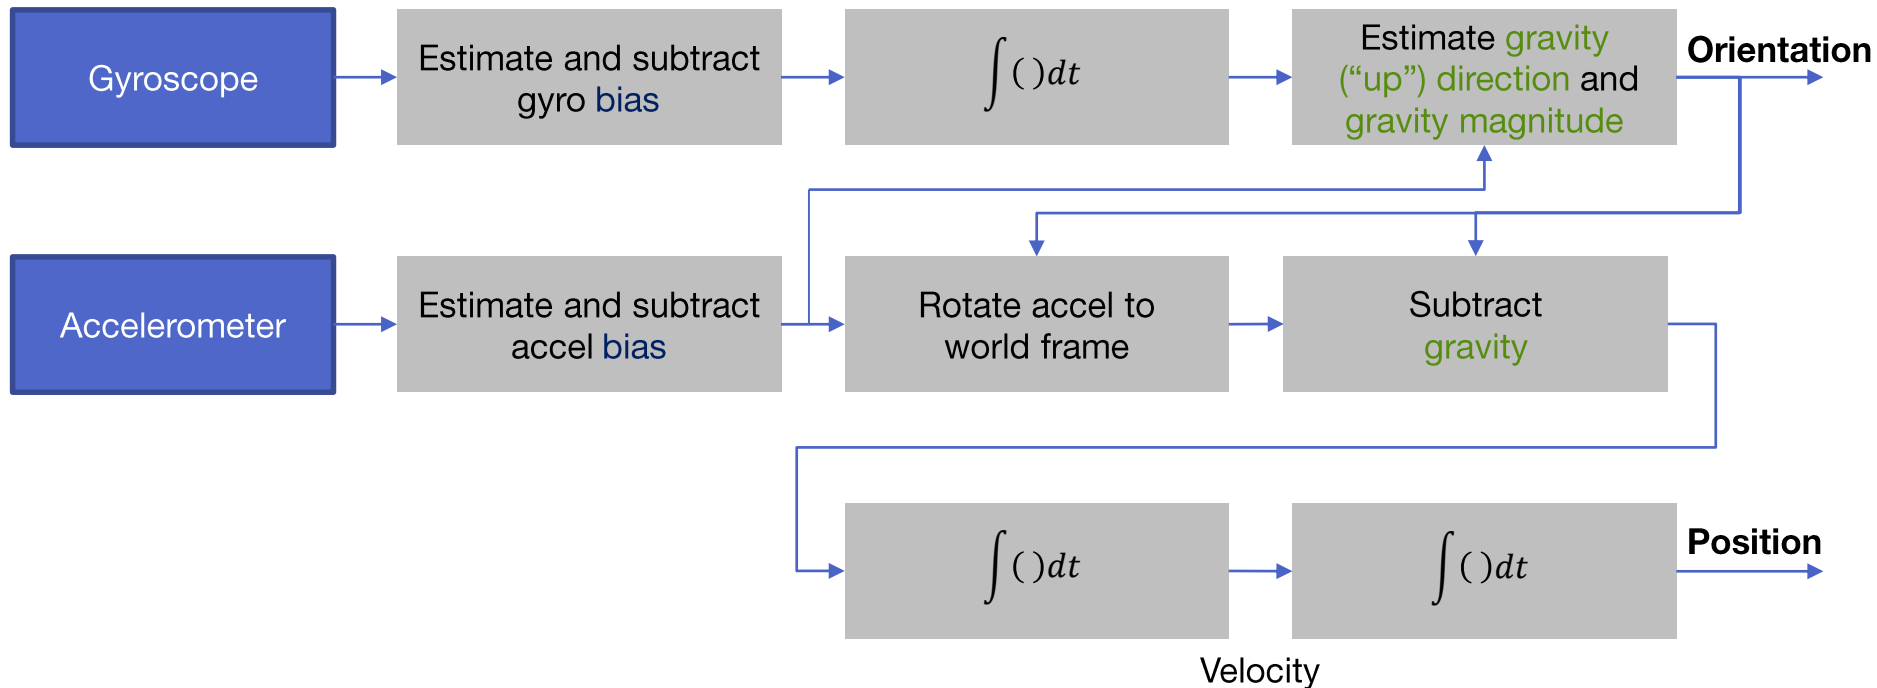 Gyroscope
Estimate and subtract
gyro bias
∫( )dt
Estimate gravity
(“up”) direction and
gravity magnitude
Orientation
Accelerometer
Estimate and subtract
accel bias
Rotate accel to
world frame
Subtract
gravity
∫( )dt
∫( )dt
Position
Velocity